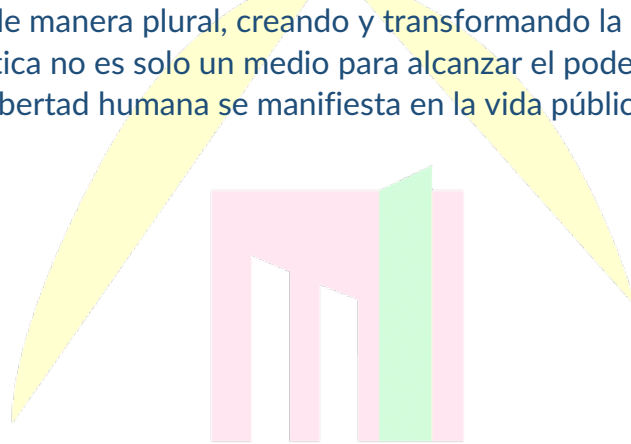 de manera plural, creando y transformando la
tica no es solo un medio para alcanzar el pode
ibertad humana se manifiesta en la vida públic